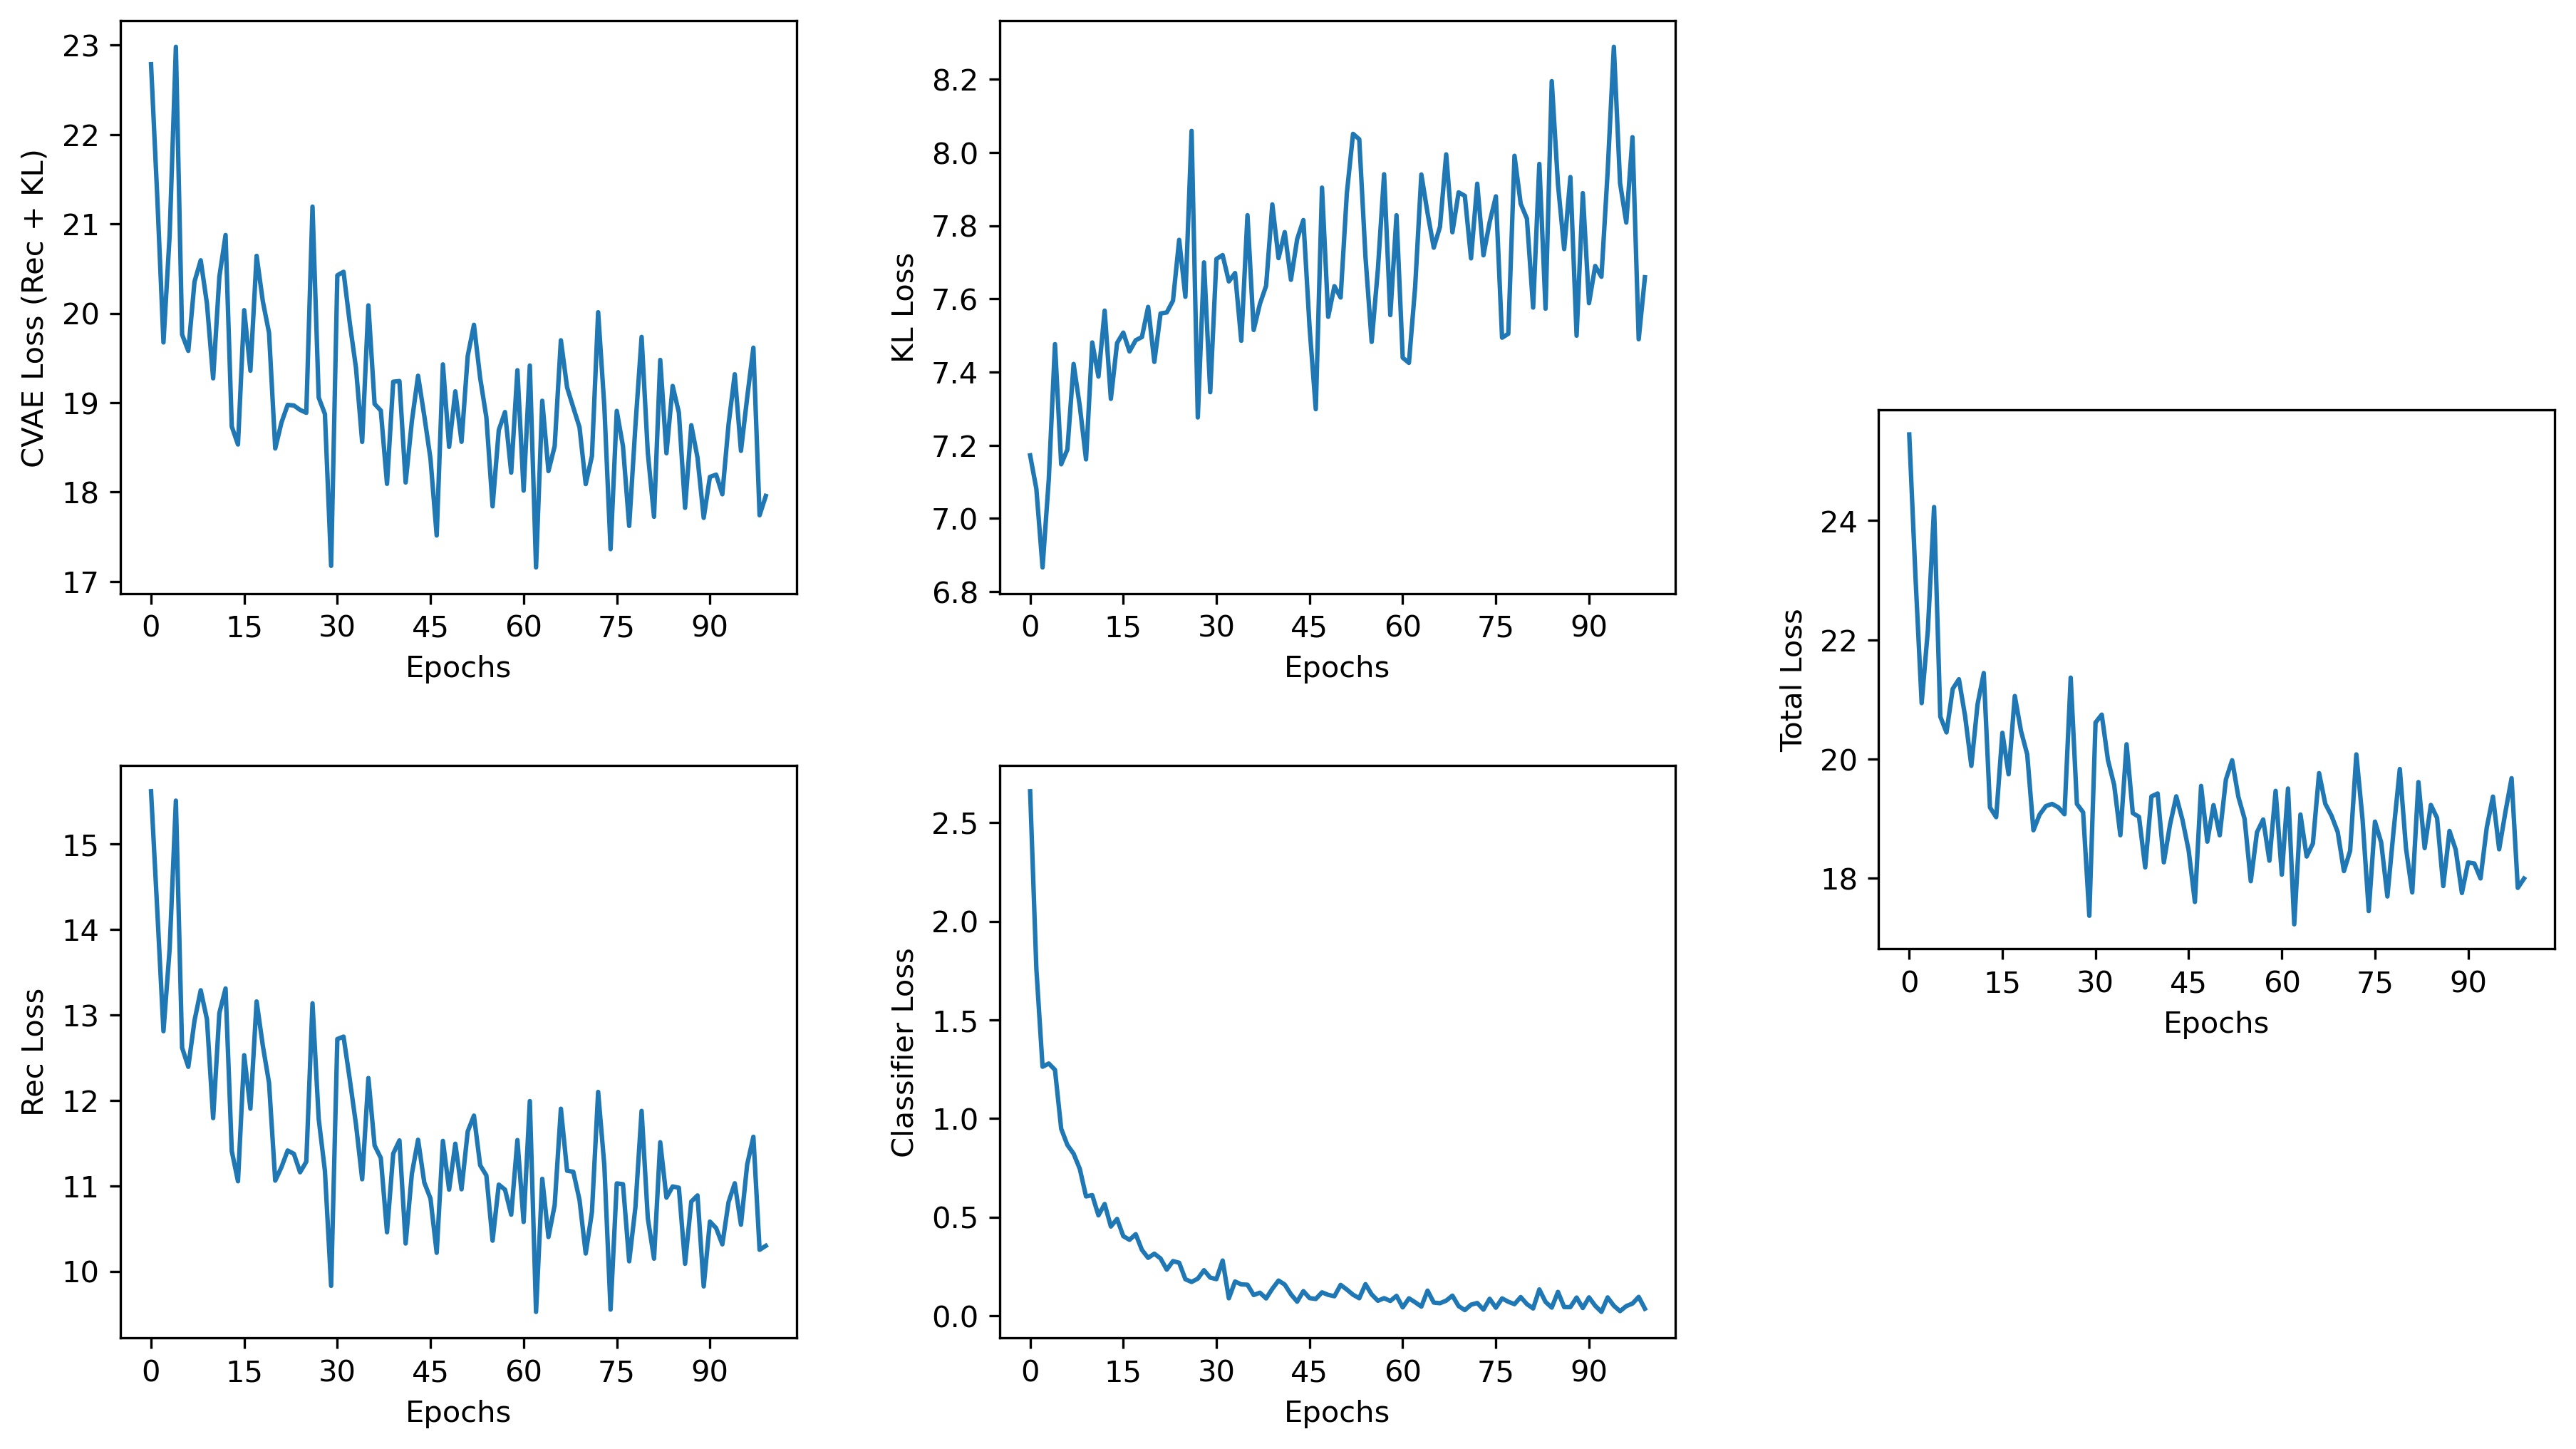 CVAE Loss (Rec + KL)
23
22
21
20
19
18
17
0 15 30 45 60 75 90
Epochs
KL Loss
8.2
8.0
7.8
7.6
7.4
7.2
7.0
6.8
0 15 30 45 60 75 90
Epochs
Rec Loss
15
14
13
12
11
10
0 15 30 45 60 75 90
Epochs
Classifier Loss
2.5
2.0
1.5
1.0
0.5
0.0
0 15 30 45 60 75 90
Epochs
Total Loss
24
22
20
18
0 15 30 45 60 75 90
Epochs